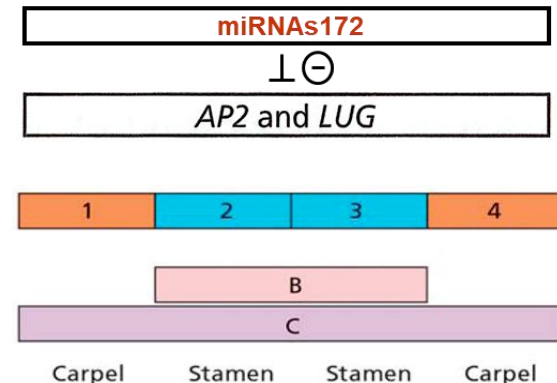 miRNAs172
⊥ ⊖
AP2 and LUG
1 2 3 4
B
C
Carpel Stamen Stamen Carpel